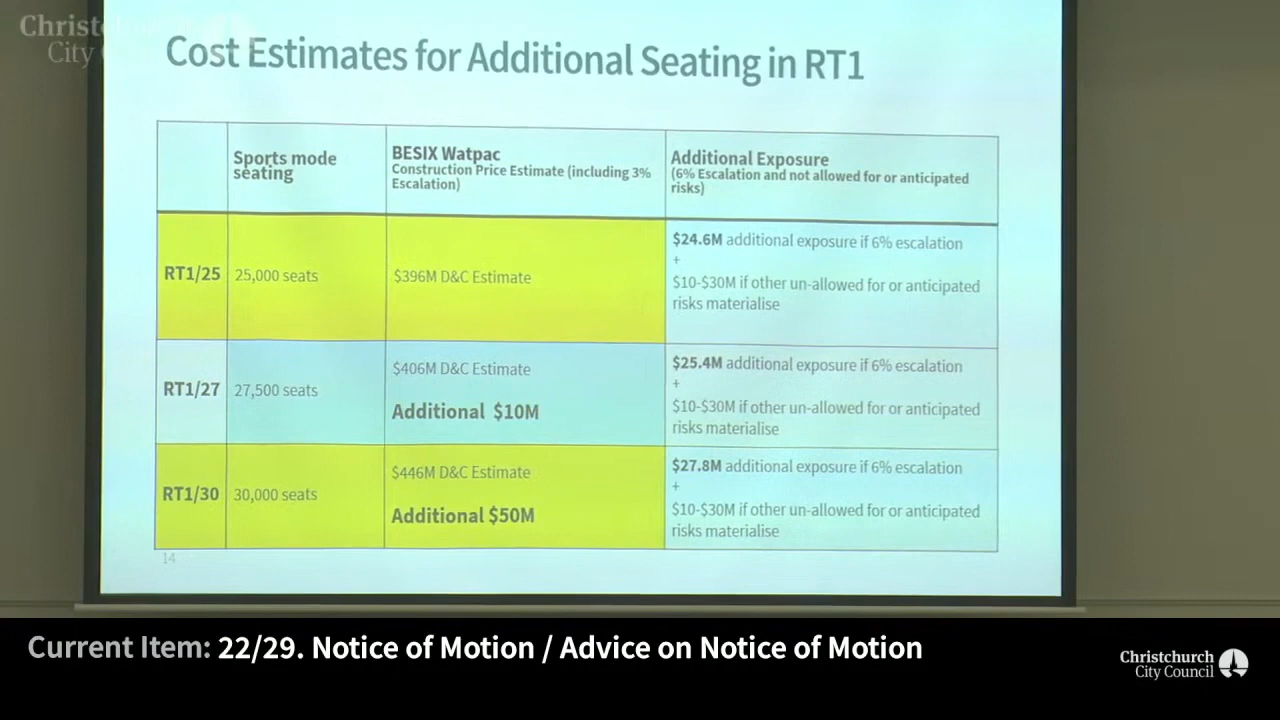 Christchurch
City Council
Cost Estimates for Additional Seating in RT1
Sports mode
seating
BESIX Watpac
Construction Price Estimate (including 3%
Escalation)
Additional Exposure
(6% Escalation and not allowed for or anticipated
risks)
RT1/25
25,000 seats
$396M D&C Estimate
$24.6M additional exposure if 6% escalation
+
$10-$30M if other un-allowed for or anticipated
risks materialise
RT1/27
27,500 seats
$406M D&C Estimate
Additional $10M
$25.4M additional exposure if 6% escalation
+
$10-$30M if other un-allowed for or anticipated
risks materialise
RT1/30
30,000 seats
$446M D&C Estimate
Additional $50M
$27.8M additional exposure if 6% escalation
+
$10-$30M if other un-allowed for or anticipated
risks materialise
14
Current Item: 22/29. Notice of Motion / Advice on Notice of Motion
Christchurch
City Council